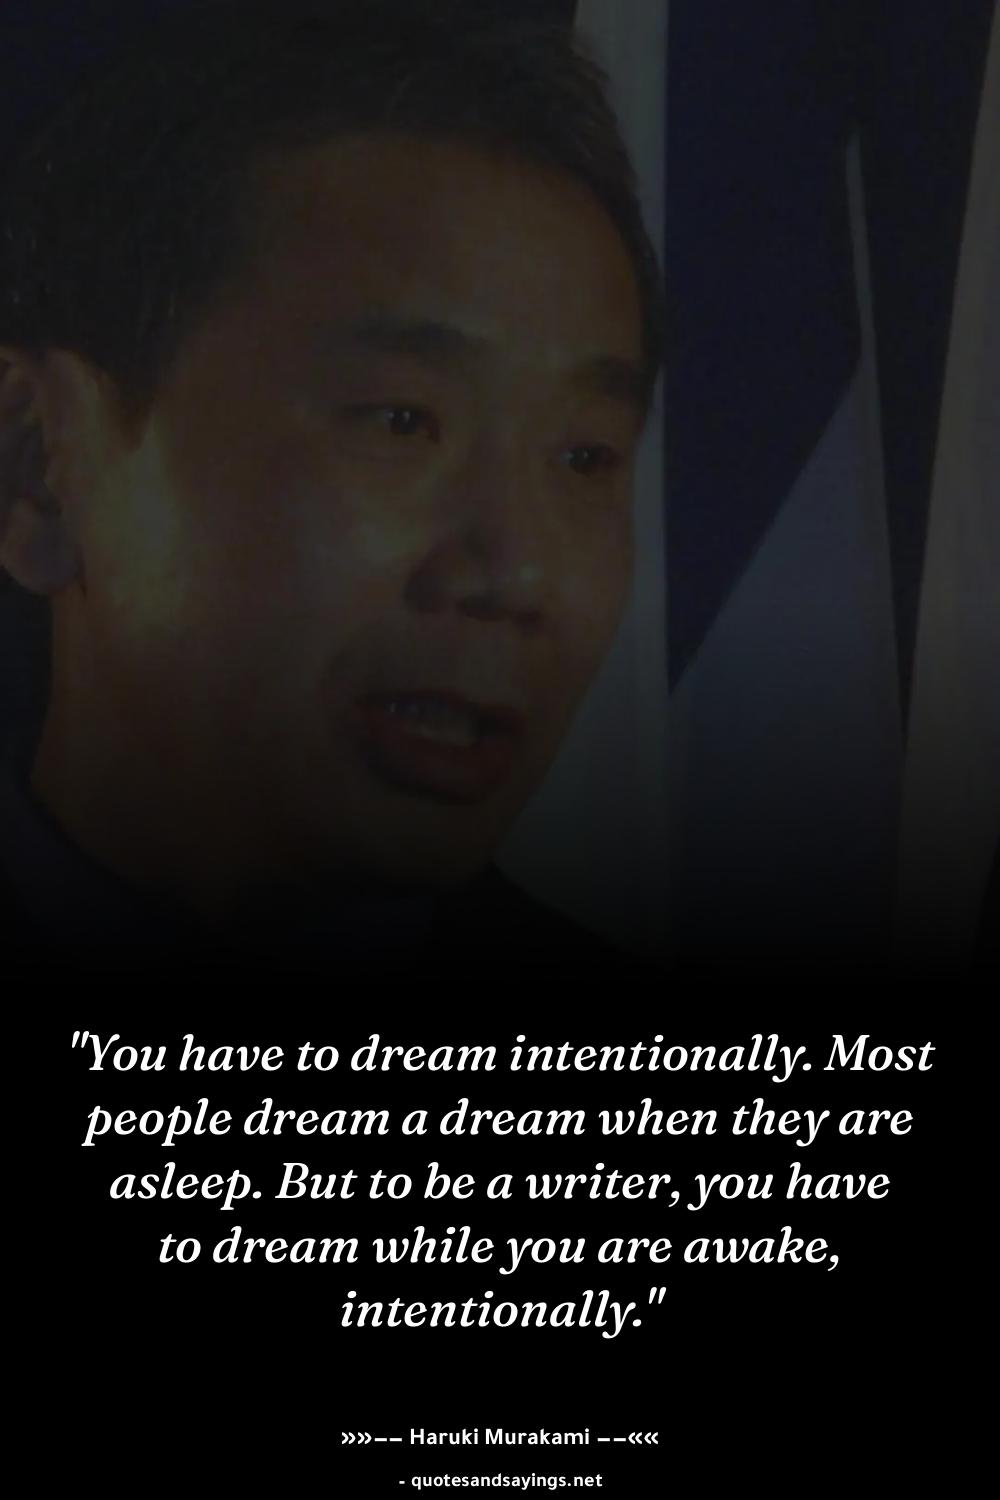 "You have to dream intentionally. Most
people dream a dream when they are
asleep. But to be a writer, you have
to dream while you are awake,
intentionally."
»»–– Haruki Murakami ––««
- quotesandsayings.net